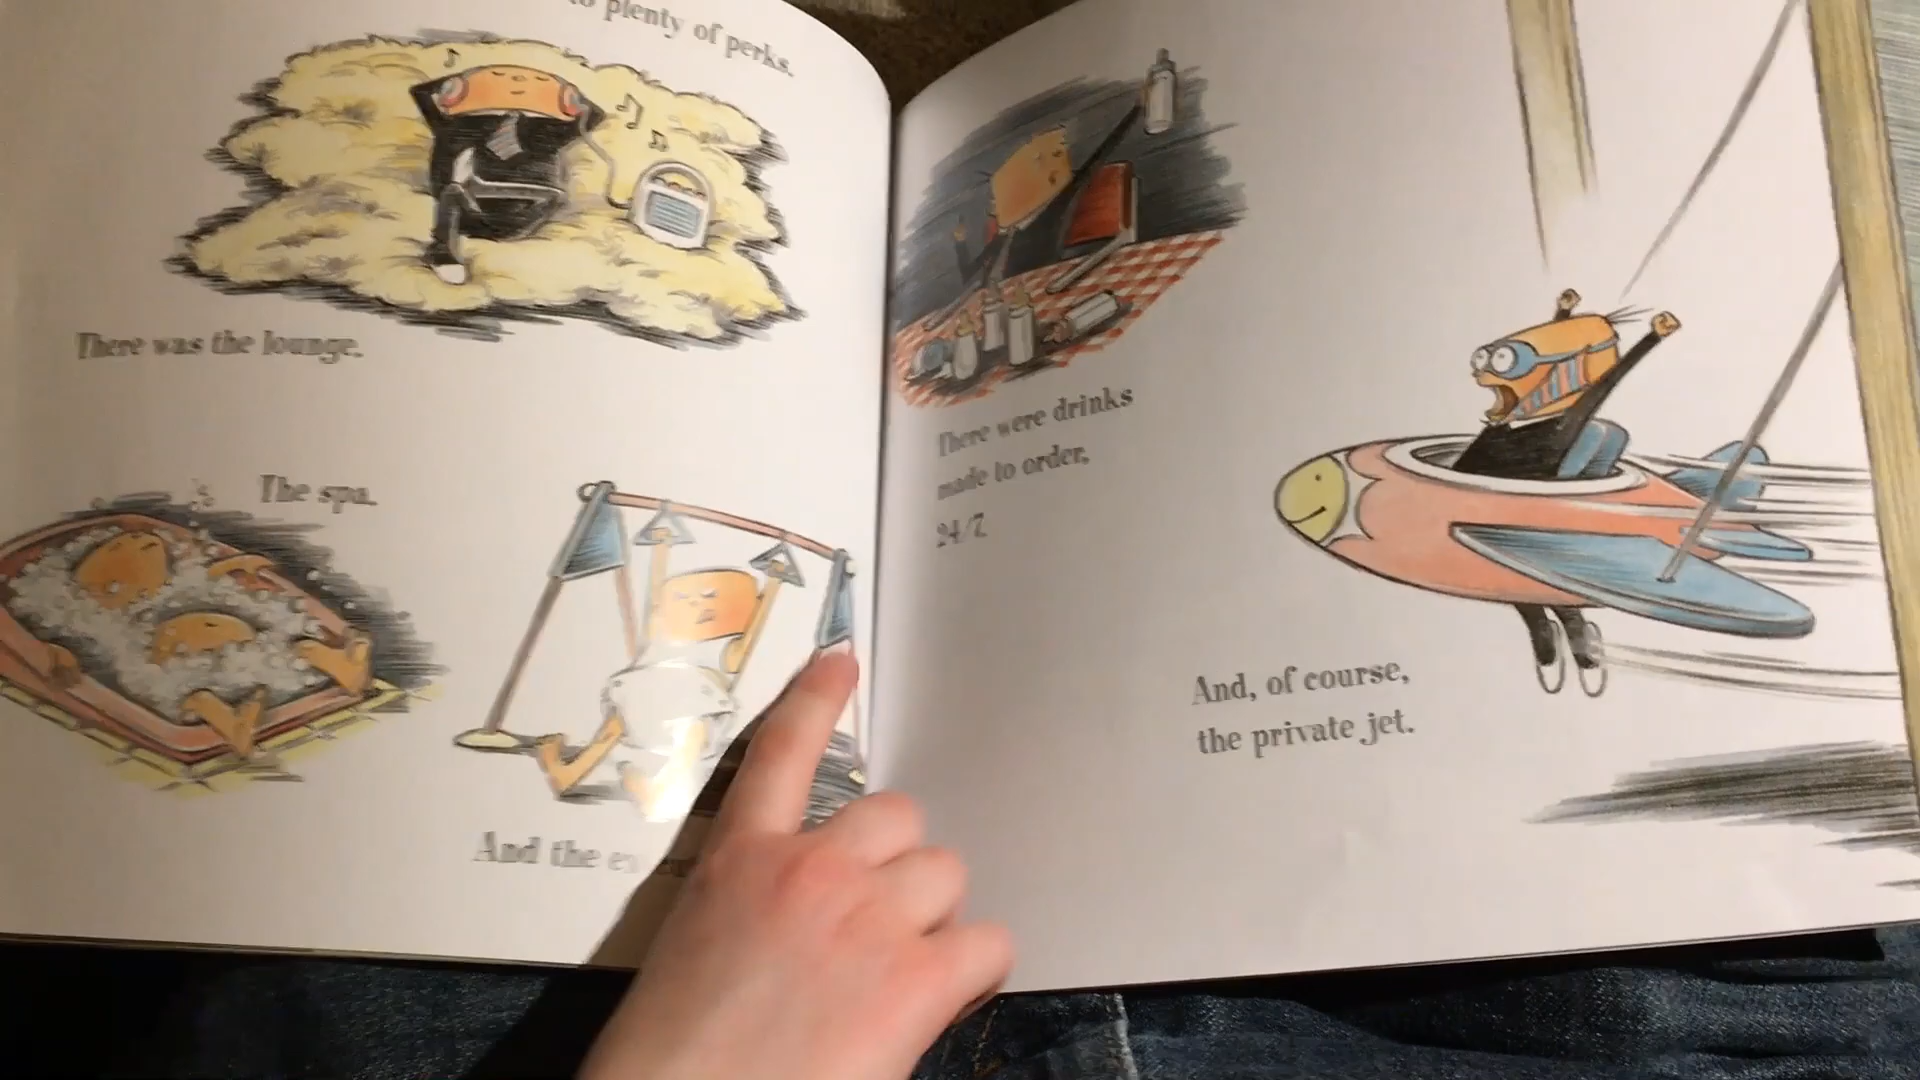 plenty of perks.
There was the lounge.
The spa.
And the
There were drinks
made to order,
24/7.
And, of course,
the private jet.